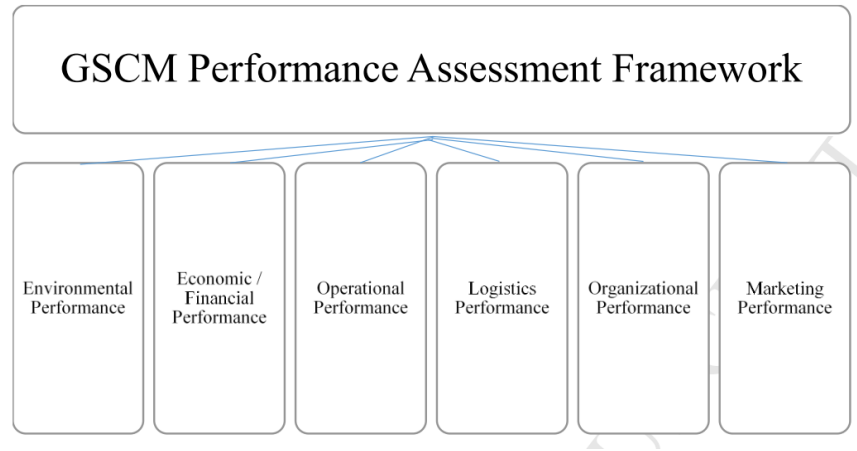 GSCM Performance Assessment Framework
Environmental
Performance
Economic /
Financial
Performance
Operational
Performance
Logistics
Performance
Organizational
Performance
Marketing
Performance